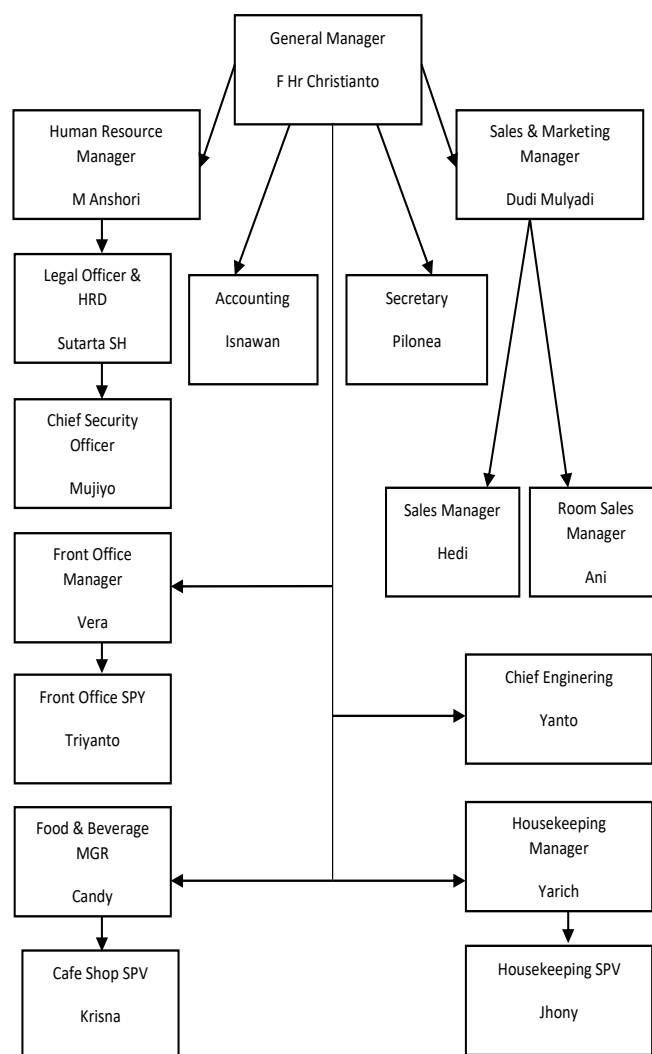 General Manager
F Hr Christianto
Human Resource
Manager
M Anshori
Sales & Marketing
Manager
Dudi Mulyadi
Legal Officer &
HRD
Sutarta SH
Accounting
Isnawan
Secretary
Pilonea
Chief Security
Officer
Mujiyo
Sales Manager
Hedi
Room Sales
Manager
Ani
Front Office
Manager
Vera
Front Office SPY
Triyanto
Chief Enginering
Yanto
Food & Beverage
MGR
Candy
Housekeeping
Manager
Yarich
Cafe Shop SPV
Krisna
Housekeeping SPV
Jhony